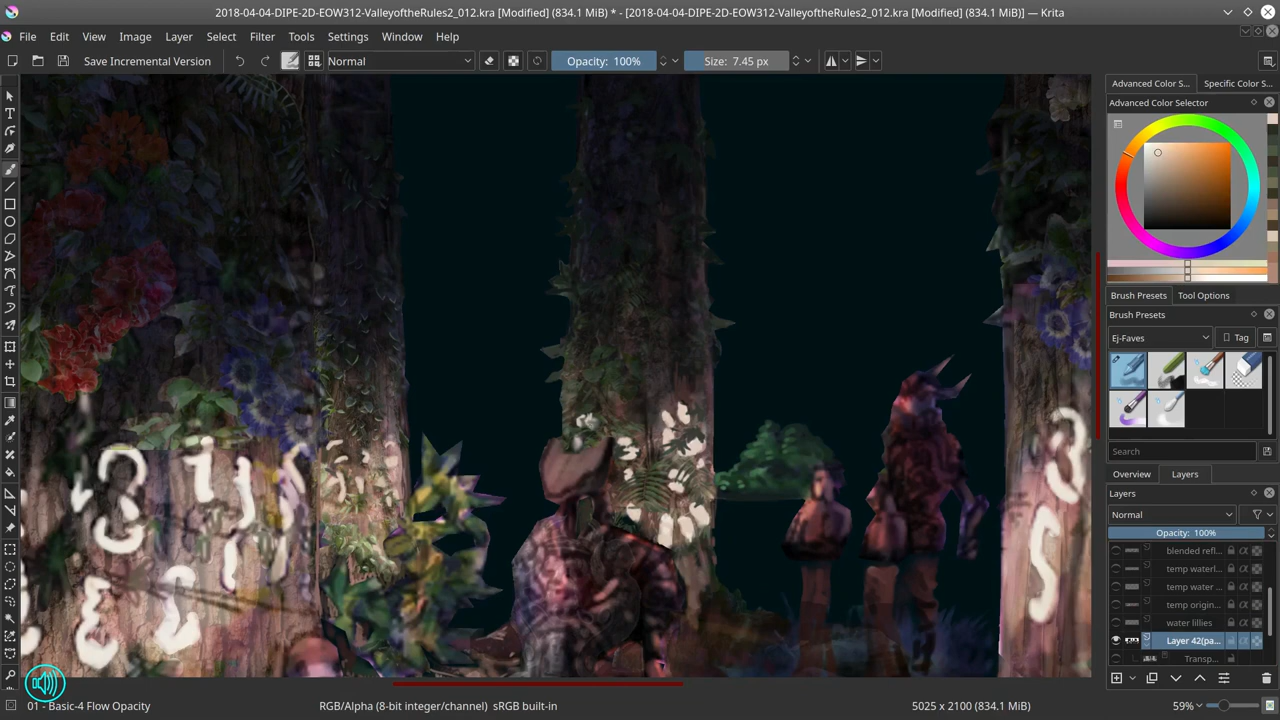 2018-04-04-DIPE-2D-EOW312-ValleyoftheRules2_012.kra [Modified] (834.1 MiB) * - [2018-04-04-DIPE-2D-EOW312-ValleyoftheRules2_012.kra [Modified] (834.1 MiB)] — Krita
File Edit View Image Layer Select Filter Tools Settings Window Help
Save Incremental Version Normal Opacity: 100% Size: 7.45 px
Advanced Color S... Specific Color S...
Advanced Color Selector
Brush Presets Tool Options
Brush Presets
Ej-Faves Tag
Search
Overview Layers
Layers
Normal
Opacity: 100%
blended refl...
temp waterl...
temp water ...
temp origin...
water lillies
Layer 42(pa...
Transp...
01 - Basic-4 Flow Opacity RGB/Alpha (8-bit integer/channel) sRGB built-in 5025 x 2100 (834.1 MiB) 59%